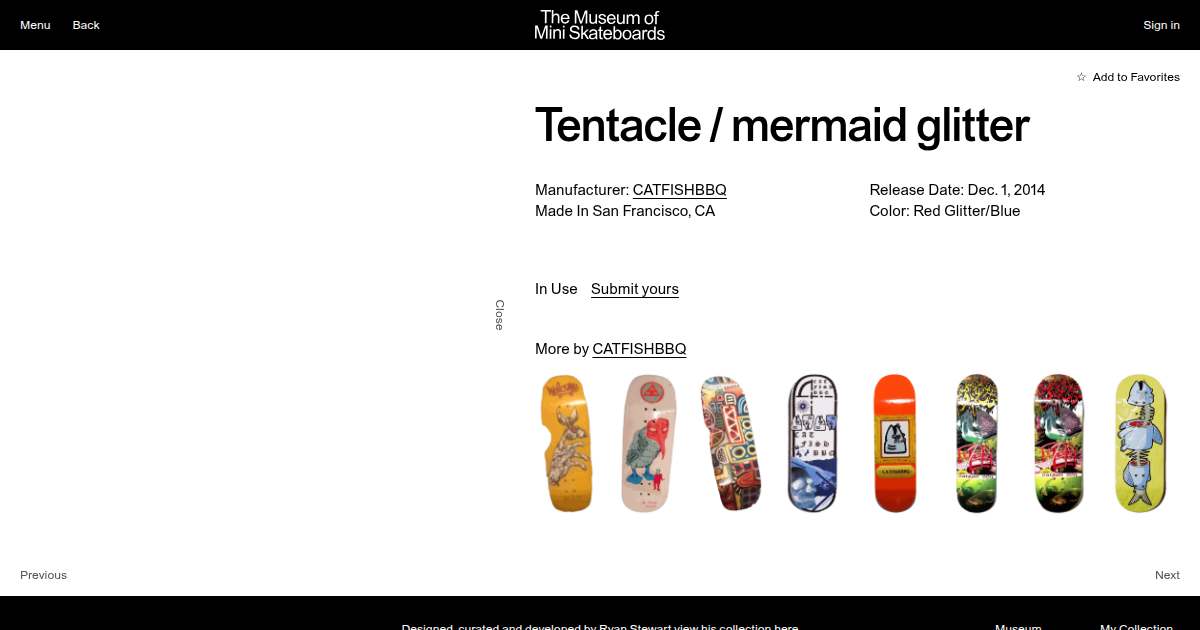 Menu
Back
The Museum of
Mini Skateboards
Sign in
☆ Add to Favorites
Tentacle / mermaid glitter
Manufacturer: CATFISHBBQ
Made In San Francisco, CA
Release Date: Dec. 1, 2014
Color: Red Glitter/Blue
In Use Submit yours
Close
More by CATFISHBBQ
CATFISHBBQ
Previous
Next
Designed, curated and developed by Ryan Stewart view his collection here
Museum
My Collection